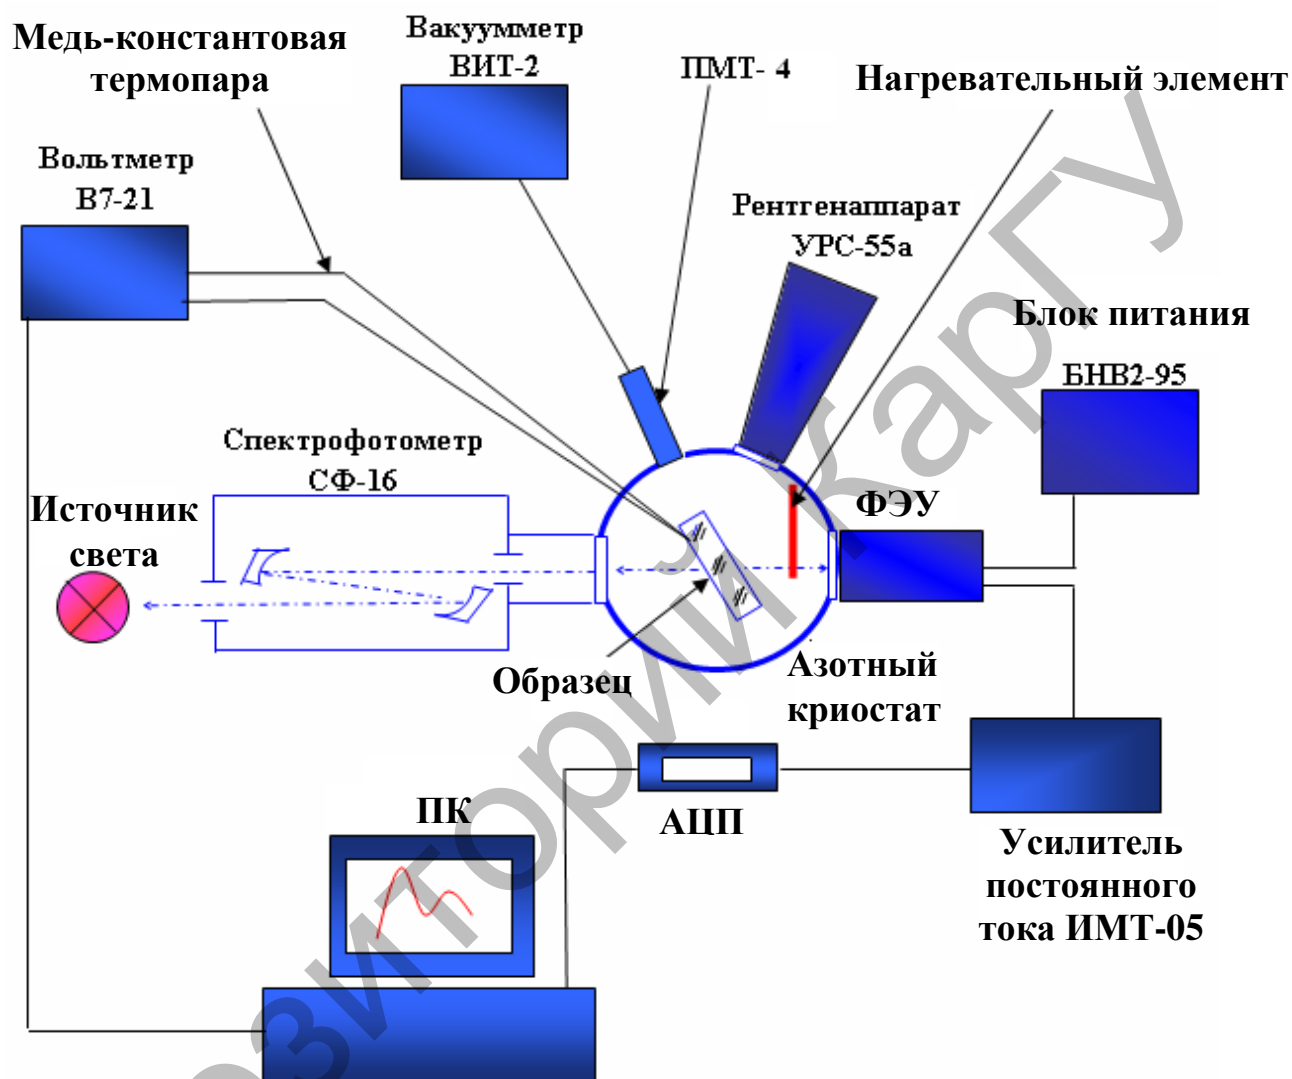 Медь-константовая
термопара
Вакуумметр
ВИТ-2
ПМТ- 4
Нагревательный элемент
Вольтметр
В7-21
Рентгенаппарат
УРС-55а
Блок питания
БНВ2-95
Спектрофотометр
СФ-16
Источник
света
ФЭУ
Образец
Азотный
криостат
ПК
АЦП
Усилитель
постоянного
тока ИМТ-05
зиторий КарГУ